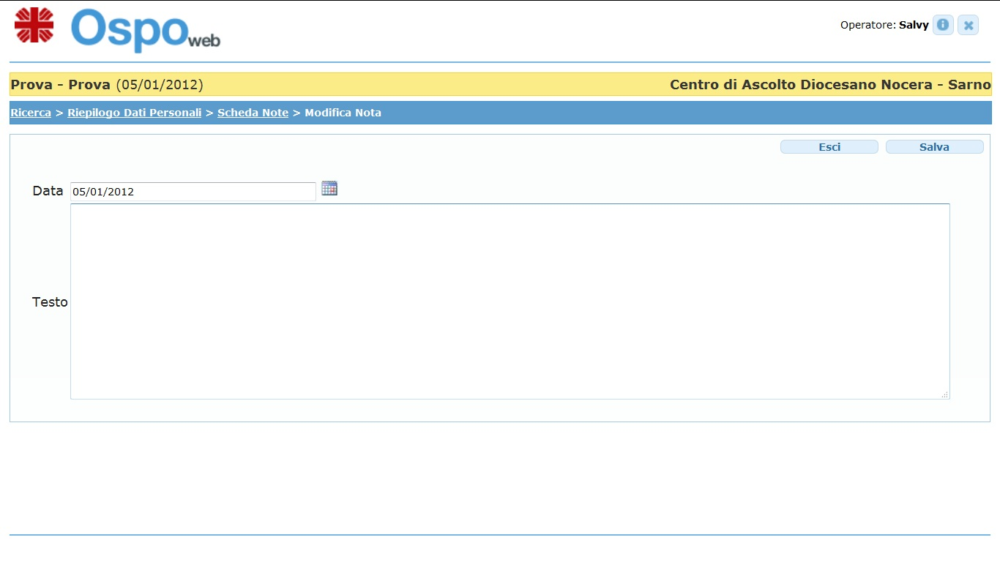 Ospoweb
Operatore: Salvy
Prova - Prova (05/01/2012) Centro di Ascolto Diocesano Nocera - Sarno
Ricerca > Riepilogo Dati Personali > Scheda Note > Modifica Nota
Esci Salva
Data 05/01/2012
Testo